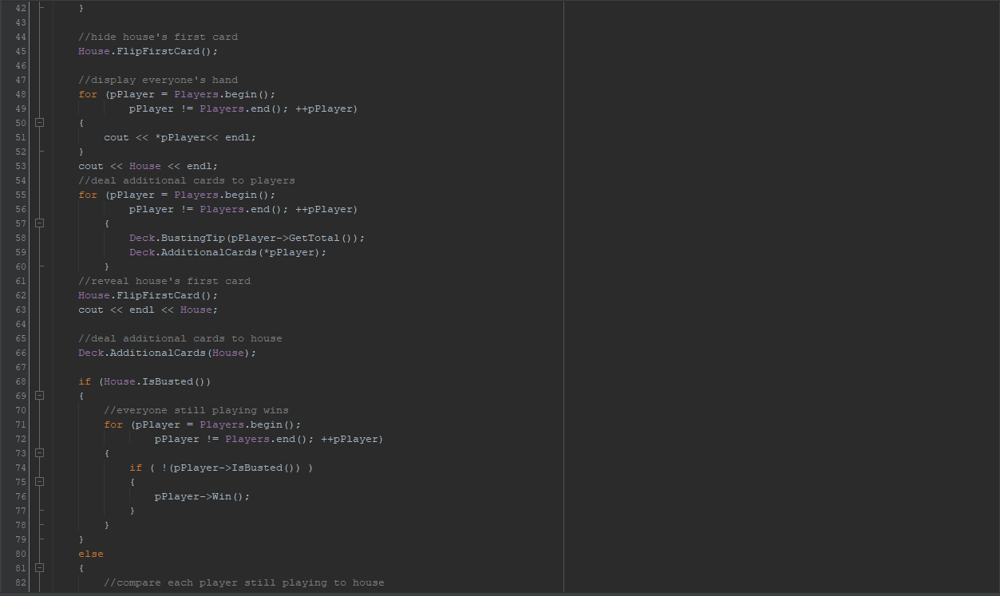 42 }
43
44 //hide house's first card
45 House.FlipFirstCard();
46
47 //display everyone's hand
48 for (pPlayer = Players.begin();
49 pPlayer != Players.end(); ++pPlayer)
50 {
51 cout << *pPlayer<< endl;
52 }
53 cout << House << endl;
54 //deal additional cards to players
55 for (pPlayer = Players.begin();
56 pPlayer != Players.end(); ++pPlayer)
57 {
58 Deck.BustingTip(pPlayer->GetTotal());
59 Deck.AdditionalCards(*pPlayer);
60 }
61 //reveal house's first card
62 House.FlipFirstCard();
63 cout << endl << House;
64
65 //deal additional cards to house
66 Deck.AdditionalCards(House);
67
68 if (House.IsBusted())
69 {
70 //everyone still playing wins
71 for (pPlayer = Players.begin();
72 pPlayer != Players.end(); ++pPlayer)
73 {
74 if ( !(pPlayer->IsBusted()) )
75 {
76 pPlayer->Win();
77 }
78 }
79 }
80 else
81 {
82 //compare each player still playing to house